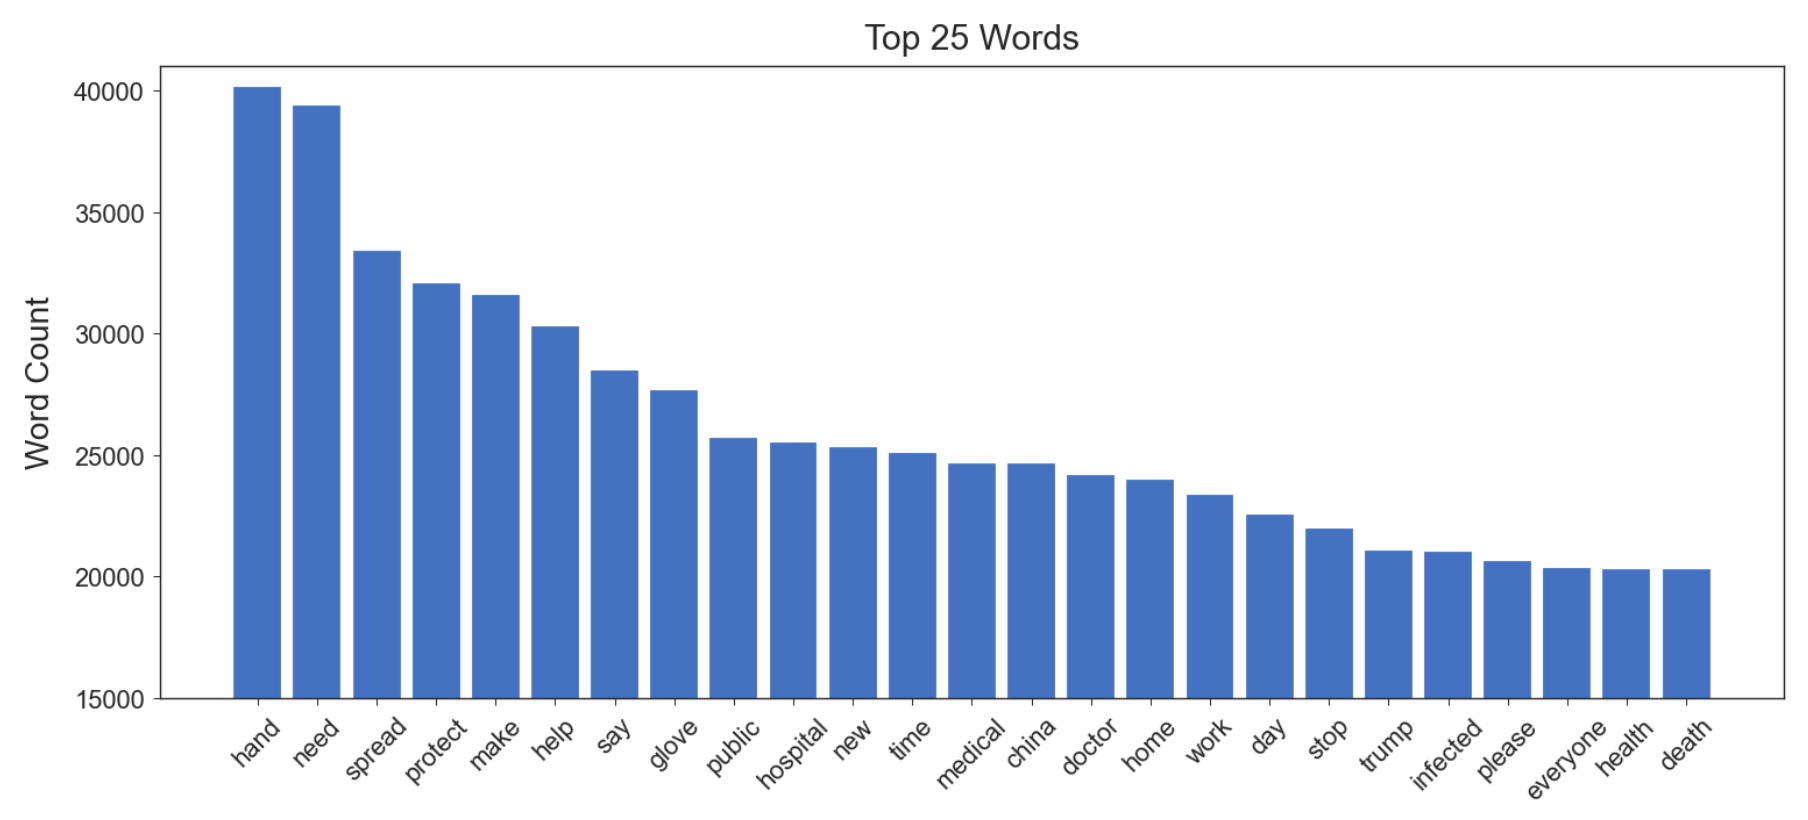 Top 25 Words
Word Count
40000
35000
30000
25000
20000
15000
hand need spread protect make help say glove public hospital new time medical china doctor home work day stop trump infected please everyone health death